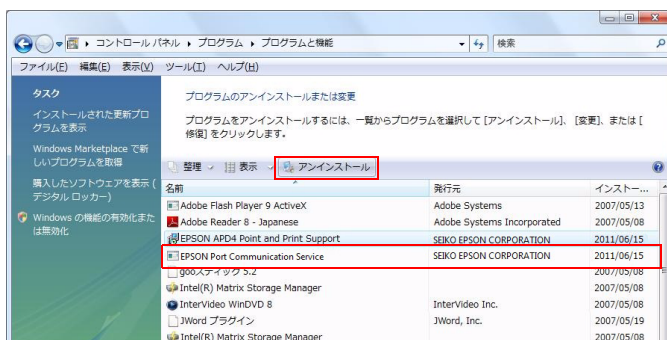 コントロール パネル ▸ プログラム ▸ プログラムと機能
検索
ファイル(F) 編集(E) 表示(V) ツール(T) ヘルプ(H)
タスク
インストールされた更新プロ
グラムを表示
Windows Marketplace で新
しいプログラムを取得
購入したソフトウェアを表示 (
デジタル ロッカー)
Windows の機能の有効化また
は無効化
プログラムのアンインストールまたは変更
プログラムをアンインストールするには、一覧からプログラムを選択して [アンインストール]、 [変更]、または [
修復] をクリックします。
整理 表示 アンインストール
名前 発行元 インストー...
Adobe Flash Player 9 ActiveX Adobe Systems 2007/05/13
Adobe Reader 8 - Japanese Adobe Systems Incorporated 2007/05/08
EPSON APD4 Point and Print Support SEIKO EPSON CORPORATION 2011/06/15
EPSON Port Communication Service SEIKO EPSON CORPORATION 2011/06/15
gooスティック 5.2 2007/05/08
Intel(R) Matrix Storage Manager 2007/05/08
InterVideo WinDVD 8 InterVideo Inc. 2007/05/08
JWord プラグイン JWord, Inc. 2007/05/19
Intel(R) Matrix Storage Manager 2007/05/08